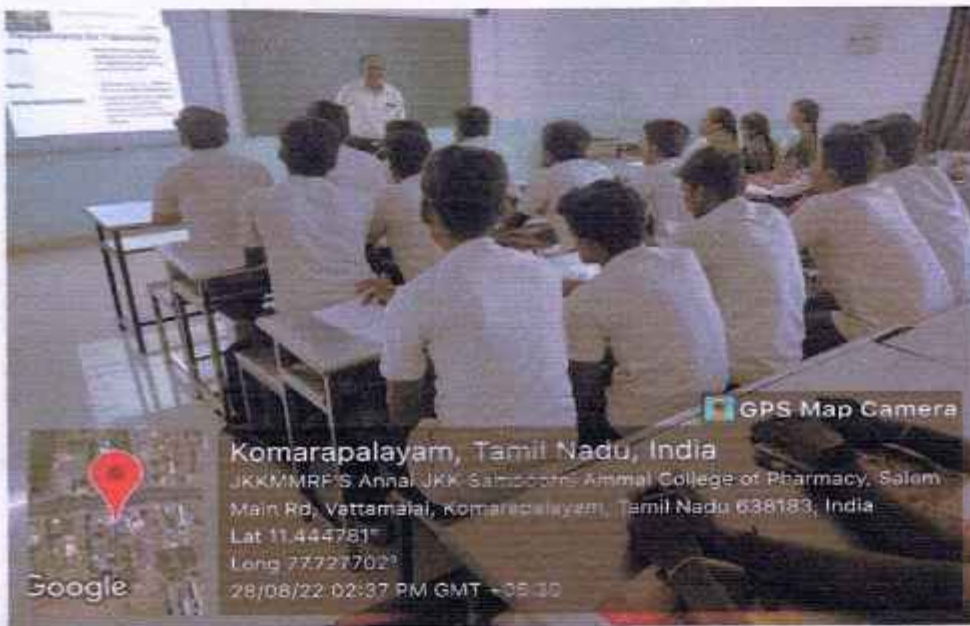 GPS Map Camera
Komarapalayam, Tamil Nadu, India
JKKMMRF'S Annai JKK Sampoorani Ammal College of Pharmacy, Salem
Main Rd, Vattamalai, Komarapalayam, Tamil Nadu 638183, India
Lat 11.444781°
Long 77.727702°
28/08/22 02:37 PM GMT +05:30
Google